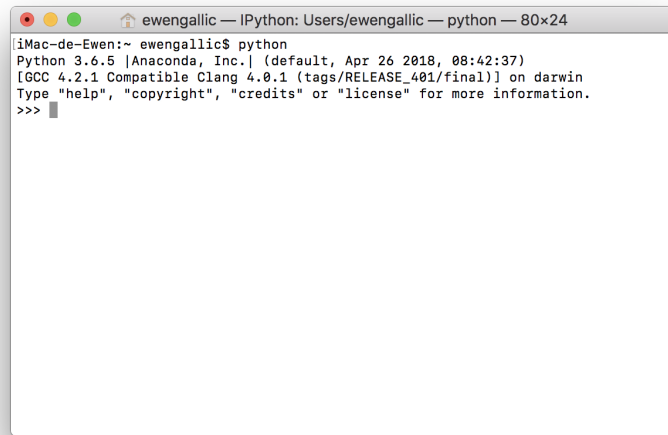 ewengallic — IPython: Users/ewengallic — python — 80×24
[iMac-de-Ewen:~ ewengallic$ python
Python 3.6.5 |Anaconda, Inc.| (default, Apr 26 2018, 08:42:37)
[GCC 4.2.1 Compatible Clang 4.0.1 (tags/RELEASE_401/final)] on darwin
Type "help", "copyright", "credits" or "license" for more information.
>>>